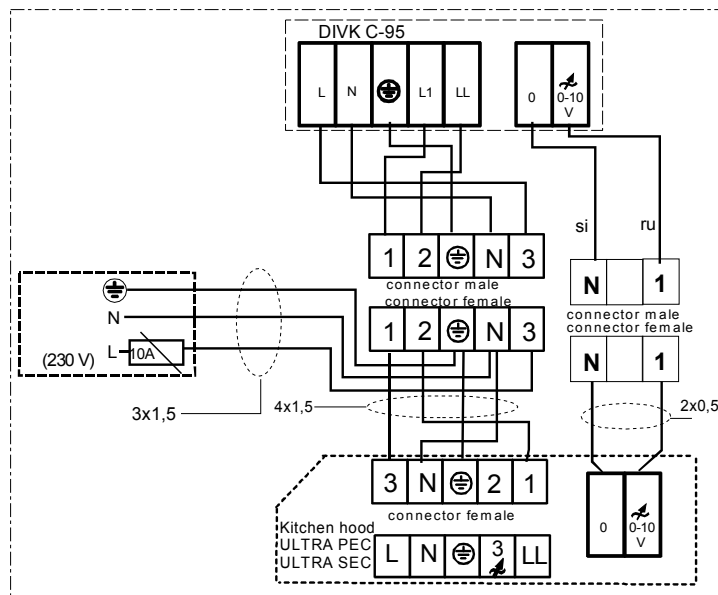 DIVK C-95
L N L1 LL
0 0-10 V
si ru
1 2 N 3
connector male
connector female
1 2 N 3
N 1
connector male
connector female
N 1
N
L 10A
(230 V)
3x1,5
4x1,5
2x0,5
3 N 2 1
connector female
Kitchen hood
ULTRA PEC
ULTRA SEC
L N 3 LL
0 0-10 V